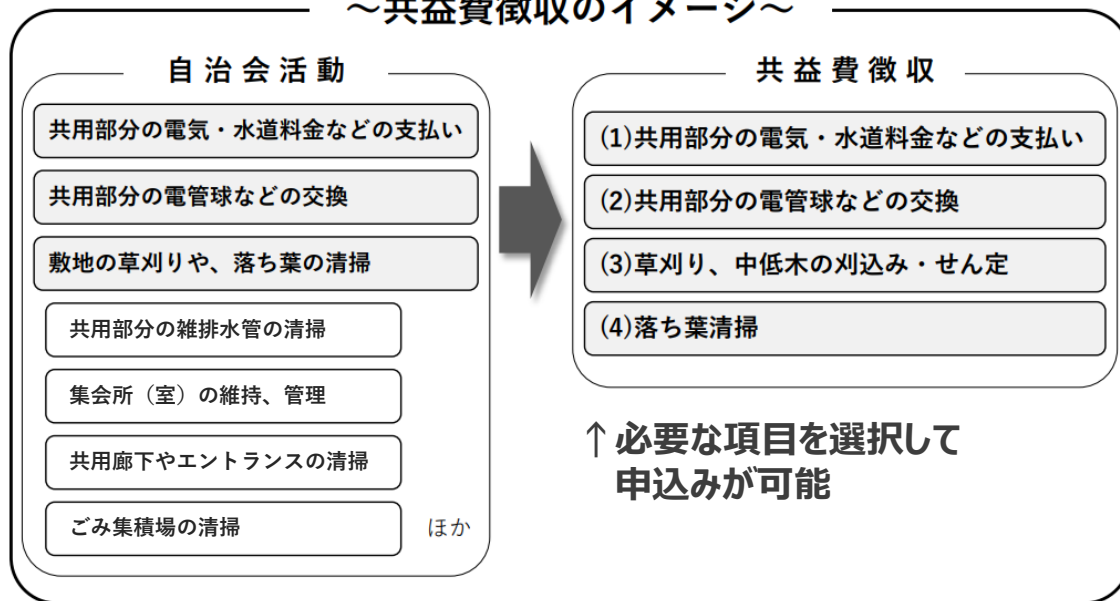 ~共益費徴収のイメージ~
自治会活動
共用部分の電気・水道料金などの支払い
共用部分の電管球などの交換
敷地の草刈りや、落ち葉の清掃
共用部分の雑排水管の清掃
集会所（室）の維持、管理
共用廊下やエントランスの清掃
ごみ集積場の清掃
ほか
共益費徴収
(1)共用部分の電気・水道料金などの支払い
(2)共用部分の電管球などの交換
(3)草刈り、中低木の刈込み・せん定
(4)落ち葉清掃
↑必要な項目を選択して
申込みが可能